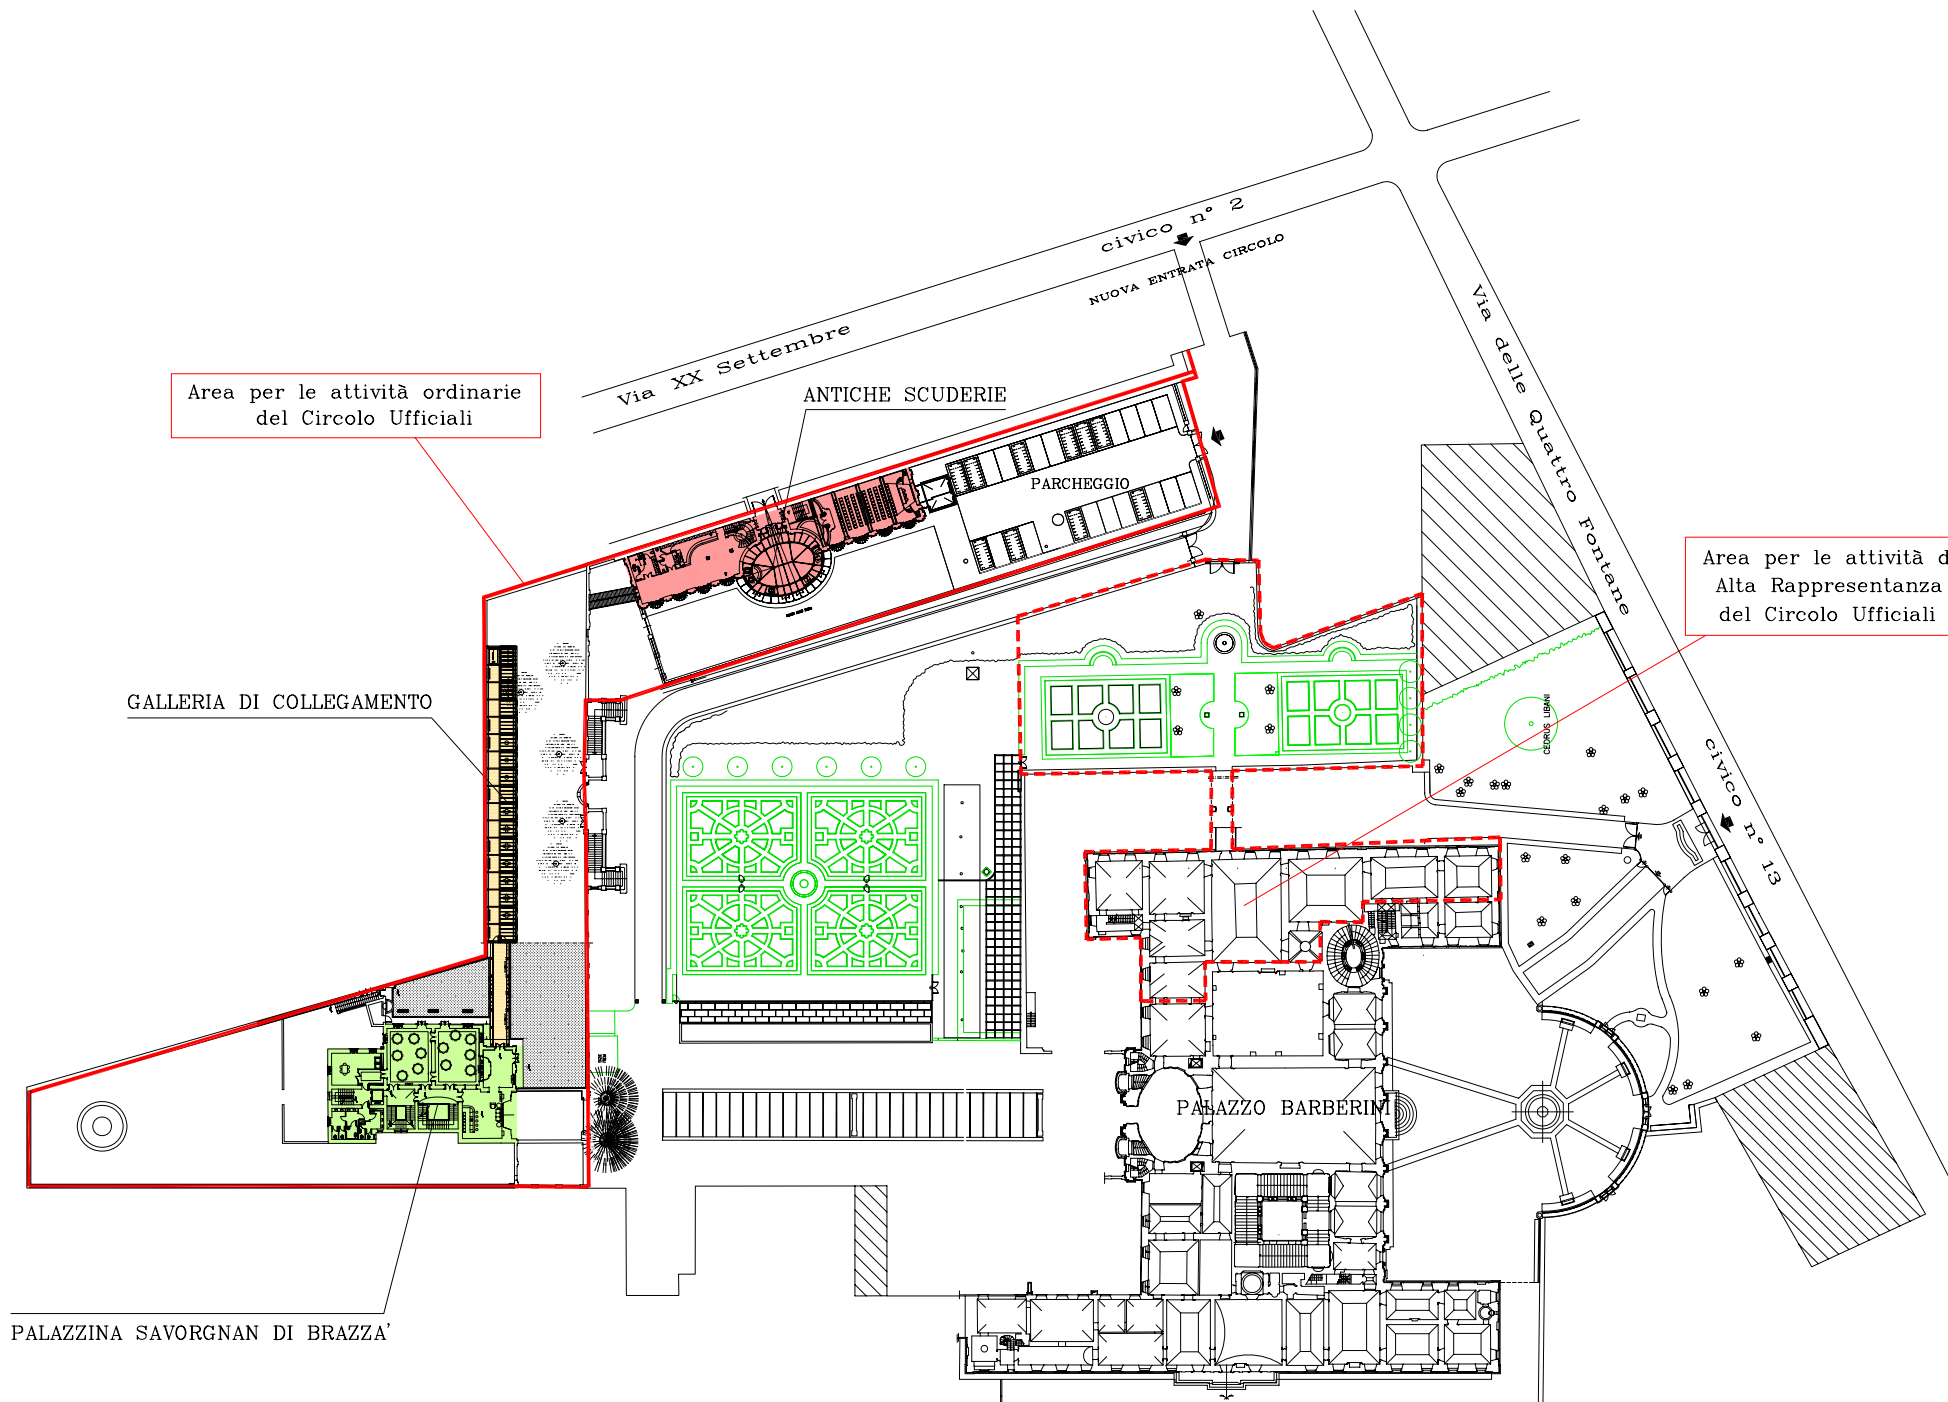 civico n° 2
NUOVA ENTRATA CIRCOLO
Via XX Settembre
Via delle Quattro Fontane
Area per le attività ordinarie
del Circolo Ufficiali
ANTICHE SCUDERIE
PARCHEGGIO
Area per le attività d
Alta Rappresentanza
del Circolo Ufficiali
GALLERIA DI COLLEGAMENTO
CEDRUS LIBANI
civico n° 13
PALAZZO BARBERINI
PALAZZINA SAVORGNAN DI BRAZZA'